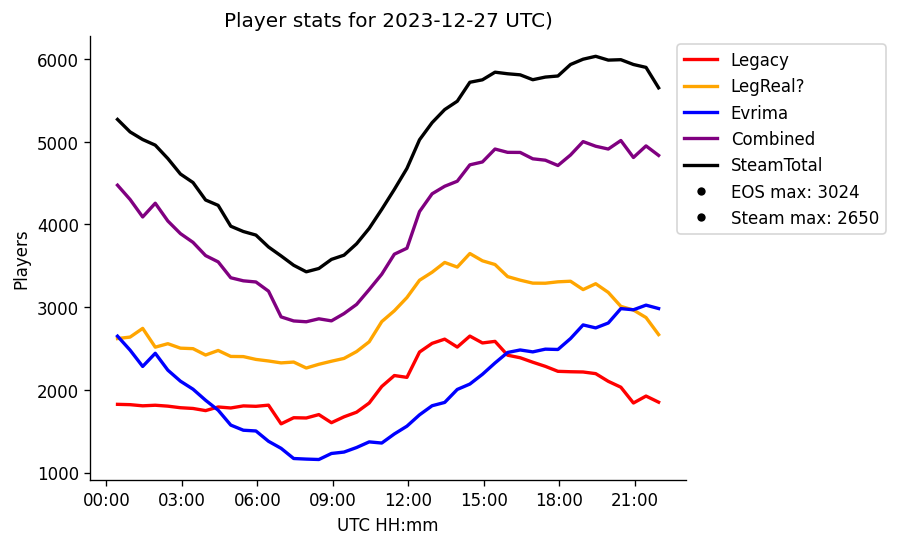 Player stats for 2023-12-27 UTC)
Legacy
LegReal?
Evrima
Combined
SteamTotal
EOS max: 3024
Steam max: 2650
6000
5000
4000
3000
2000
1000
Players
00:00 03:00 06:00 09:00 12:00 15:00 18:00 21:00
UTC HH:mm